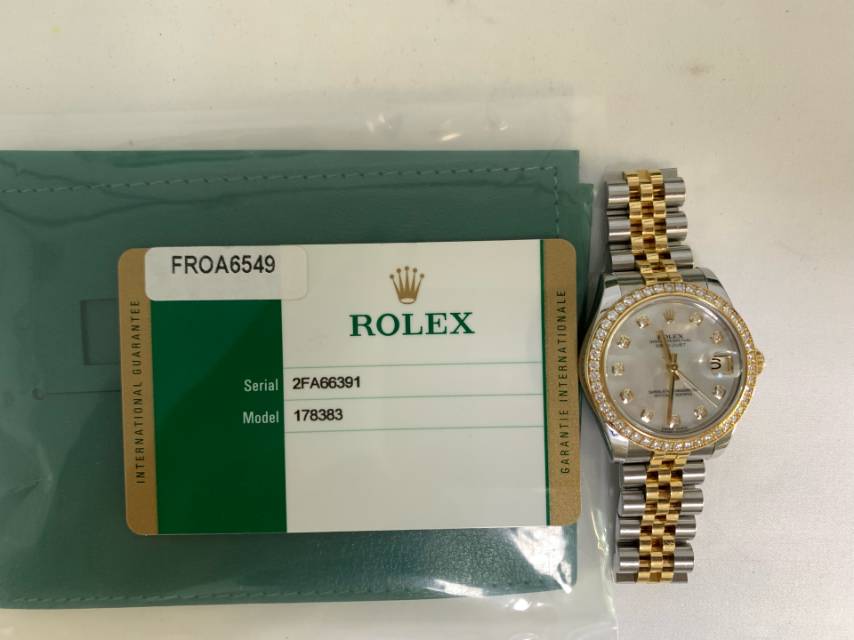 FROA6549
ROLEX
Serial 2FA66391
Model 178383
INTERNATIONAL GUARANTEE
GARANTIE INTERNATIONALE
ROLEX